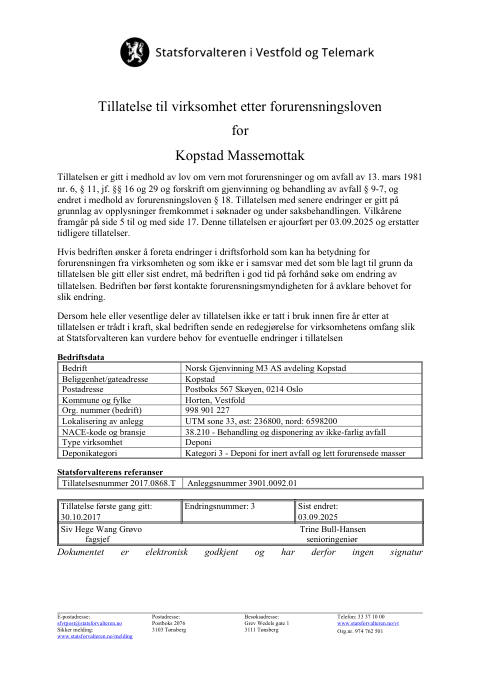 Statsforvalteren i Vestfold og Telemark
Tillatelse til virksomhet etter forurensningsloven
for
Kopstad Massemottak
Tillatelsen er gitt i medhold av lov om vern mot forurensninger og om avfall av 13. mars 1981
nr. 6, § 11, jf. §§ 16 og 29 og forskrift om gjenvinning og behandling av avfall § 9-7, og
endret i medhold av forurensningsloven § 18. Tillatelsen med senere endringer er gitt på
grunnlag av opplysninger fremkommet i søknader og under saksbehandlingen. Vilkårene
framgår på side 5 til og med side 17. Denne tillatelsen er ajourført per 03.09.2025 og erstatter
tidligere tillatelser.
Hvis bedriften ønsker å foreta endringer i driftsforhold som kan ha betydning for
forurensningen fra virksomheten og som ikke er i samsvar med det som ble lagt til grunn da
tillatelsen ble gitt eller sist endret, må bedriften i god tid på forhånd søke om endring av
tillatelsen. Bedriften bør først kontakte forurensningsmyndigheten for å avklare behovet for
slik endring.
Dersom hele eller vesentlige deler av tillatelsen ikke er tatt i bruk innen fire år etter at
tillatelsen er trådt i kraft, skal bedriften sende en redegjørelse for virksomhetens omfang slik
at Statsforvalteren kan vurdere behov for eventuelle endringer i tillatelsen
Bedriftsdata
Bedrift Norsk Gjenvinning M3 AS avdeling Kopstad
Beliggenhet/gateadresse Kopstad
Postadresse Postboks 567 Skøyen, 0214 Oslo
Kommune og fylke Horten, Vestfold
Org. nummer (bedrift) 998 901 227
Lokalisering av anlegg UTM sone 33, øst: 236800, nord: 6598200
NACE-kode og bransje 38.210 - Behandling og disponering av ikke-farlig avfall
Type virksomhet Deponi
Deponikategori Kategori 3 - Deponi for inert avfall og lett forurensede masser
Statsforvalterens referanser
Tillatelsesnummer 2017.0868.T Anleggsnummer 3901.0092.01
Tillatelse første gang gitt: Endringsnummer: 3 Sist endret:
30.10.2017 03.09.2025
Siv Hege Wang Grøvo Trine Bull-Hansen
fagsjef senioringeniør
Dokumentet er elektronisk godkjent og har derfor ingen signatur
E-postadresse: Postadresse: Besøksadresse: Telefon: 33 37 10 00
sfvtpost@statsforvalteren.no Postboks 2076 Grev Wedels gate 1 www.statsforvalteren.no/vt
Sikker melding: 3103 Tønsberg 3111 Tønsberg Org.nr. 974 762 501
www.statsforvalteren.no/melding